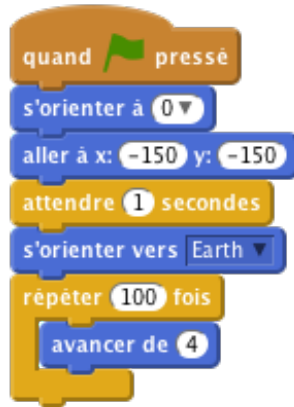 quand pressé
s'orienter à 0
aller à x: -150 y: -150
attendre 1 secondes
s'orienter vers Earth
répéter 100 fois
avancer de 4